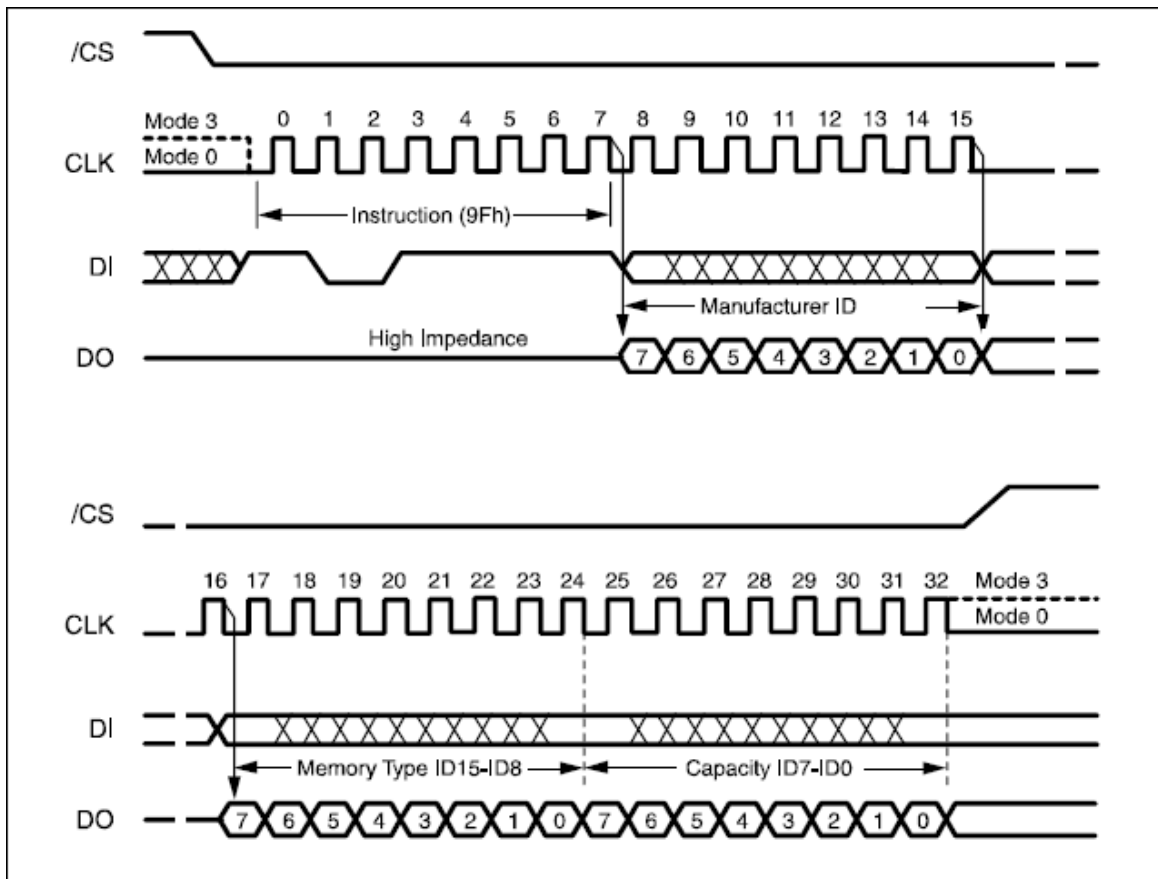 /CS
Mode 3
0 1 2 3 4 5 6 7 8 9 10 11 12 13 14 15
CLK
Mode 0
Instruction (9Fh)
DI
Manufacturer ID
High Impedance
DO
7 6 5 4 3 2 1 0
/CS
16 17 18 19 20 21 22 23 24 25 26 27 28 29 30 31 32
Mode 3
CLK
Mode 0
DI
Memory Type ID15-ID8
Capacity ID7-ID0
DO
7 6 5 4 3 2 1 0 7 6 5 4 3 2 1 0